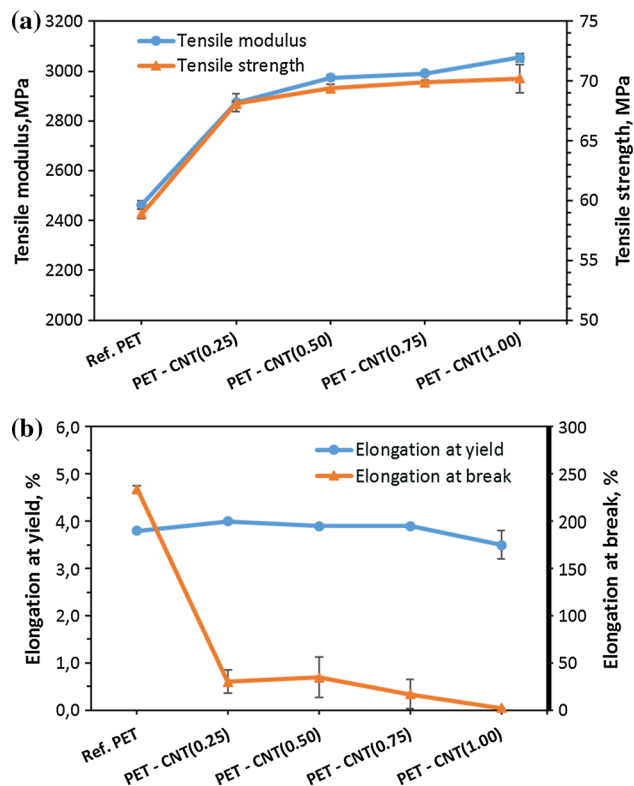 (a)
3200
3000
2800
2600
2400
2200
2000
Tensile modulus,MPa
Tensile modulus
Tensile strength
75
70
65
60
55
50
Tensile strength, MPa
Ref. PET
PET - CNT(0.25)
PET - CNT(0.50)
PET - CNT(0.75)
PET - CNT(1.00)
(b)
6,0
5,0
4,0
3,0
2,0
1,0
0,0
Elongation at yield, %
Elongation at yield
Elongation at break
300
250
200
150
100
50
0
Elongation at break, %
Ref. PET
PET - CNT(0.25)
PET - CNT(0.50)
PET - CNT(0.75)
PET - CNT(1.00)